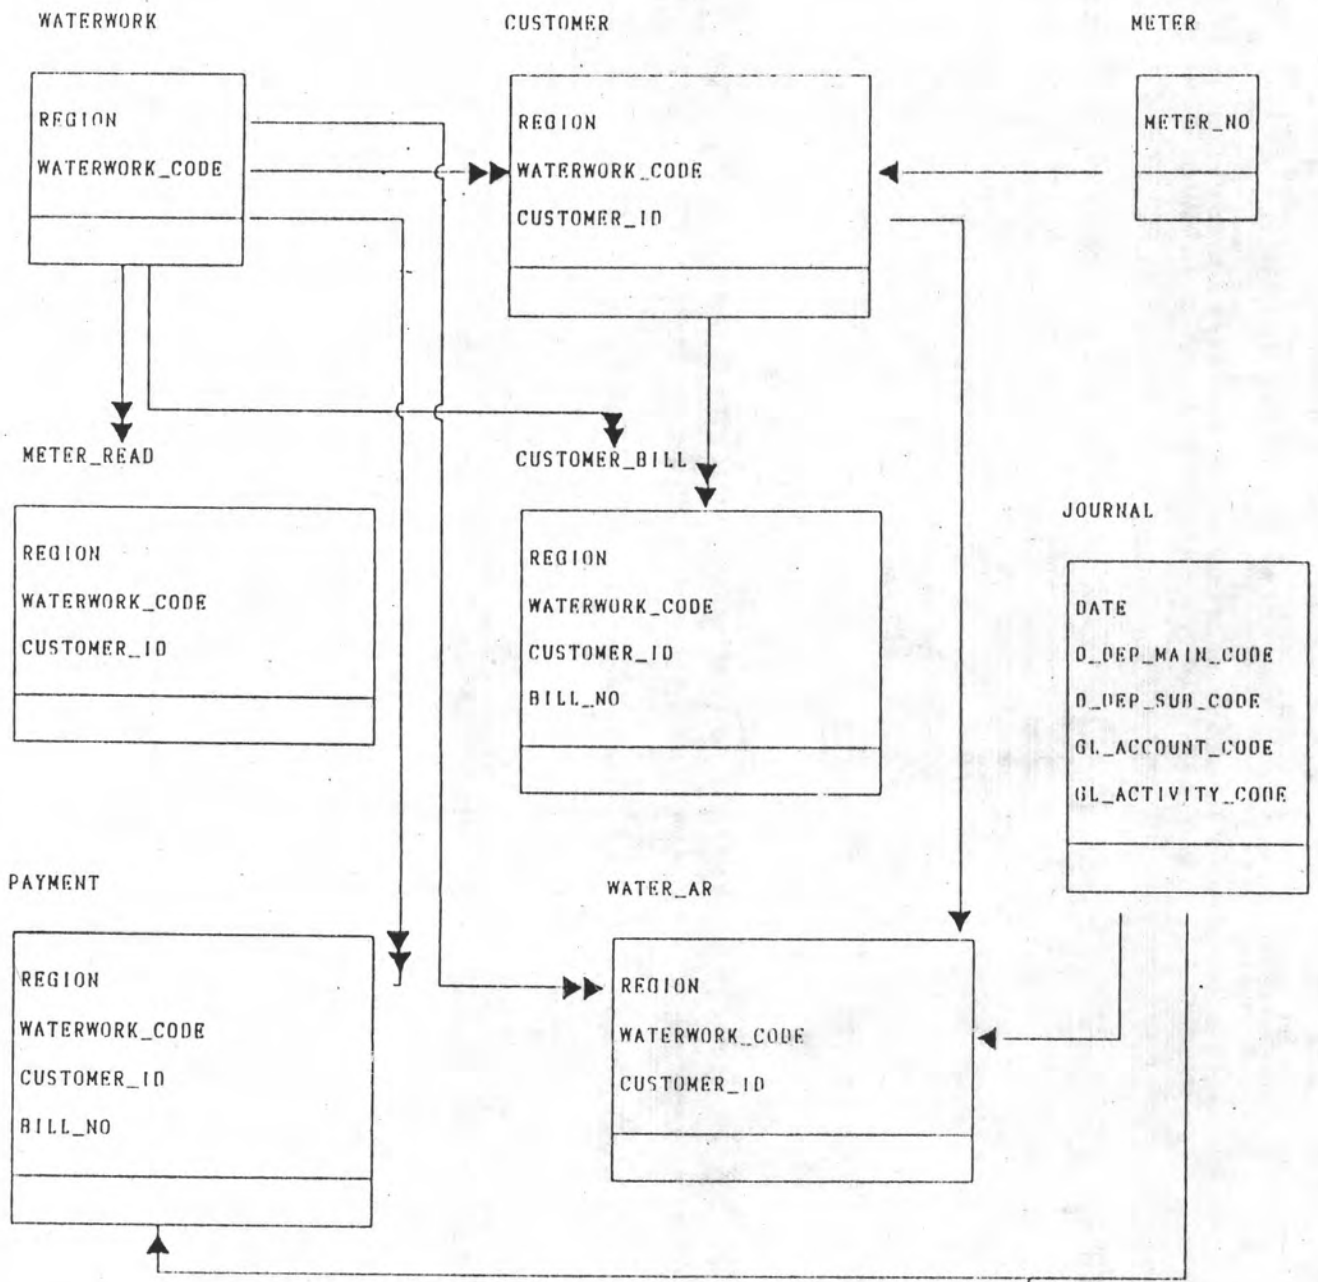 WATERWORK
REGION
WATERWORK_CODE
CUSTOMER
REGION
WATERWORK_CODE
CUSTOMER_ID
METER
METER_NO
METER_READ
REGION
WATERWORK_CODE
CUSTOMER_ID
CUSTOMER_BILL
REGION
WATERWORK_CODE
CUSTOMER_ID
BILL_NO
JOURNAL
DATE
D_DEP_MAIN_CODE
D_DEP_SUB_CODE
GL_ACCOUNT_CODE
GL_ACTIVITY_CODE
PAYMENT
REGION
WATERWORK_CODE
CUSTOMER_ID
BILL_NO
WATER_AR
REGION
WATERWORK_CODE
CUSTOMER_ID